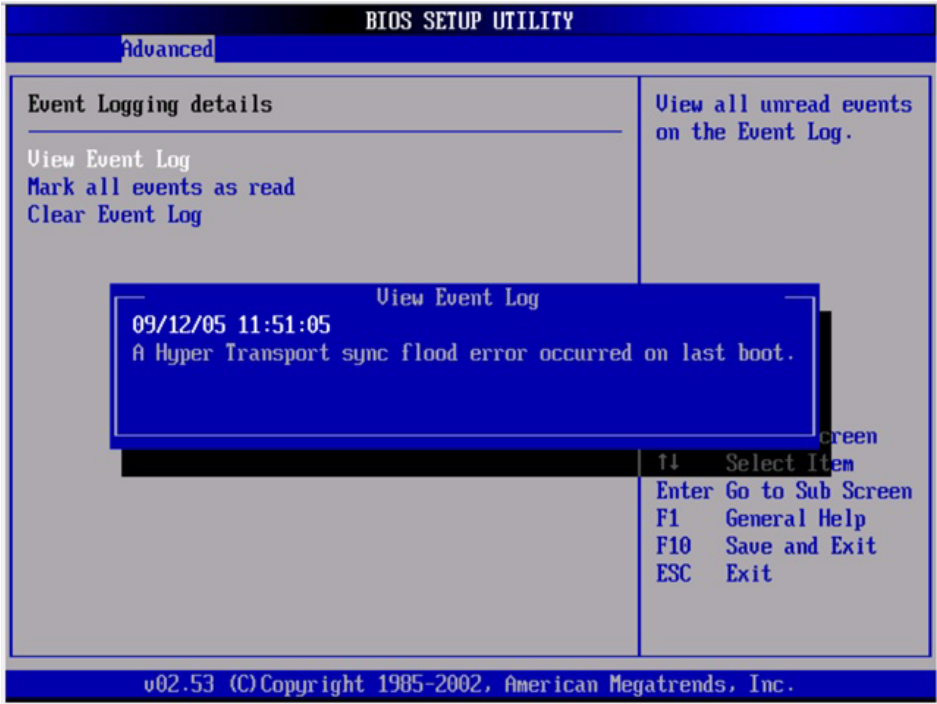 BIOS SETUP UTILITY
Advanced
Event Logging details
View Event Log
Mark all events as read
Clear Event Log
View all unread events
on the Event Log.
View Event Log
09/12/05 11:51:05
A Hyper Transport sync flood error occurred on last boot.
↑↓ Select Item
Enter Go to Sub Screen
F1 General Help
F10 Save and Exit
ESC Exit
v02.53 (C)Copyright 1985-2002, American Megatrends, Inc.